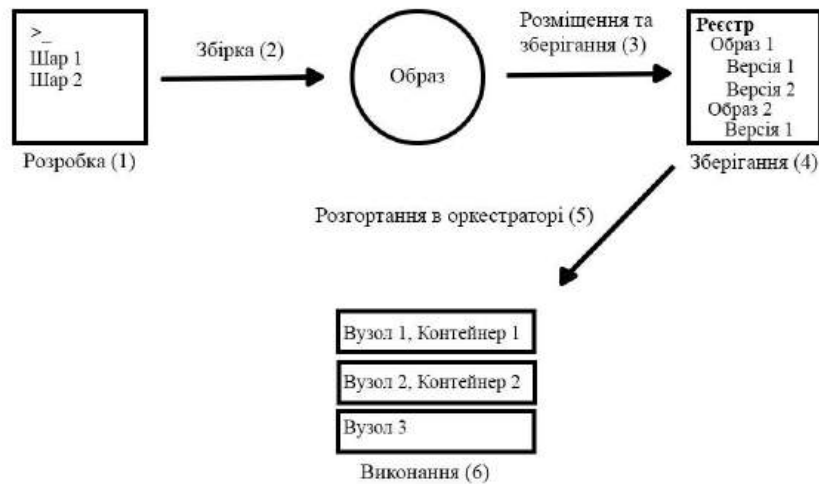 >_
Шар 1
Шар 2
Розробка (1)
Збірка (2)
Образ
Розміщення та
зберігання (3)
Реєстр
Образ 1
Версія 1
Версія 2
Образ 2
Версія 1
Зберігання (4)
Розгортання в оркестраторі (5)
Вузол 1, Контейнер 1
Вузол 2, Контейнер 2
Вузол 3
Виконання (6)